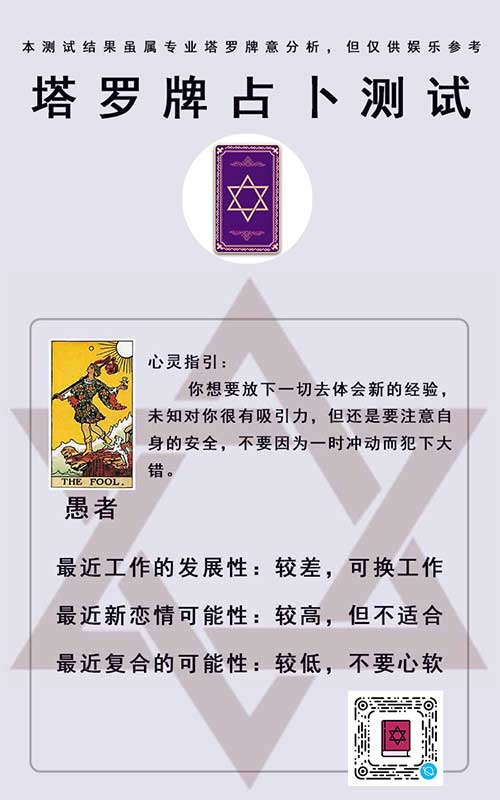 本测试结果虽属专业塔罗牌意分析，但仅供娱乐参考
塔罗牌占卜测试
心灵指引：
你想要放下一切去体会新的经验，
未知对你很有吸引力，但还是要注意自
身的安全，不要因为一时冲动而犯下大
错。
THE FOOL.
愚者
最近工作的发展性：较差，可换工作
最近新恋情可能性：较高，但不适合
最近复合的可能性：较低，不要心软